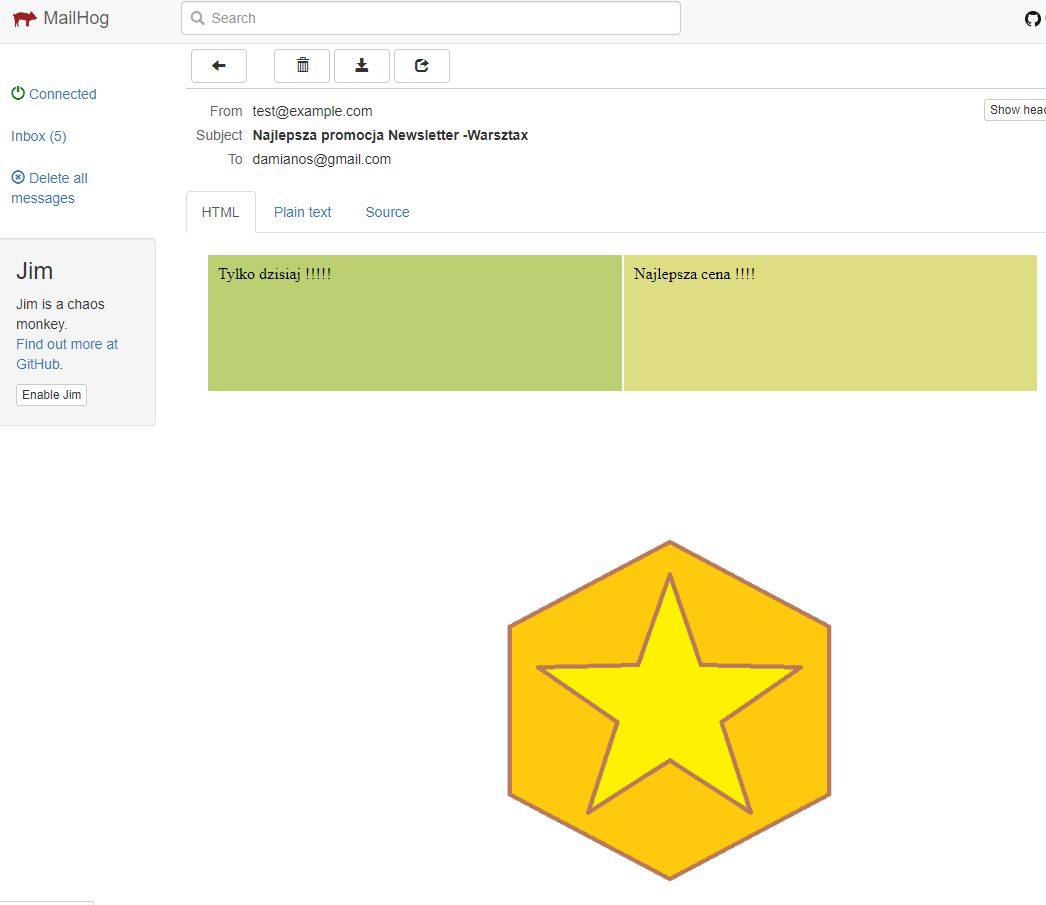 MailHog
Search
Connected
Inbox (5)
Delete all
messages
Jim
Jim is a chaos
monkey.
Find out more at
GitHub.
Enable Jim
From test@example.com
Show head
Subject Najlepsza promocja Newsletter -Warsztax
To damianos@gmail.com
HTML Plain text Source
Tylko dzisiaj !!!!!
Najlepsza cena !!!!